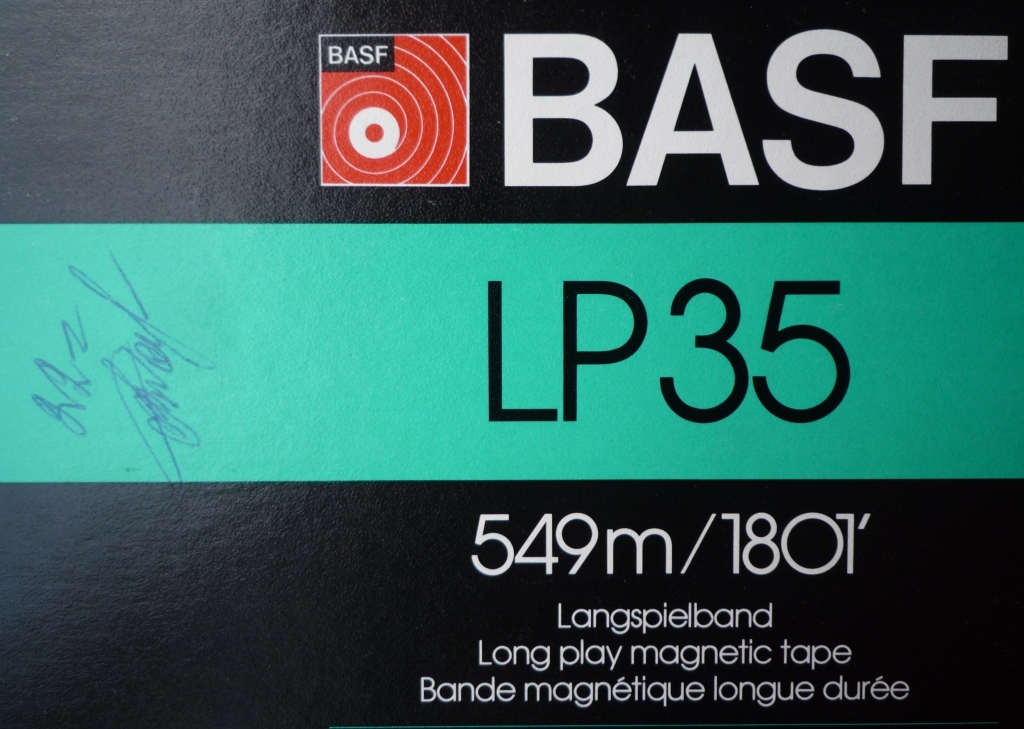 BASF
BASF
LP35
549m/1801'
Langspielband
Long play magnetic tape
Bande magnétique longue durée